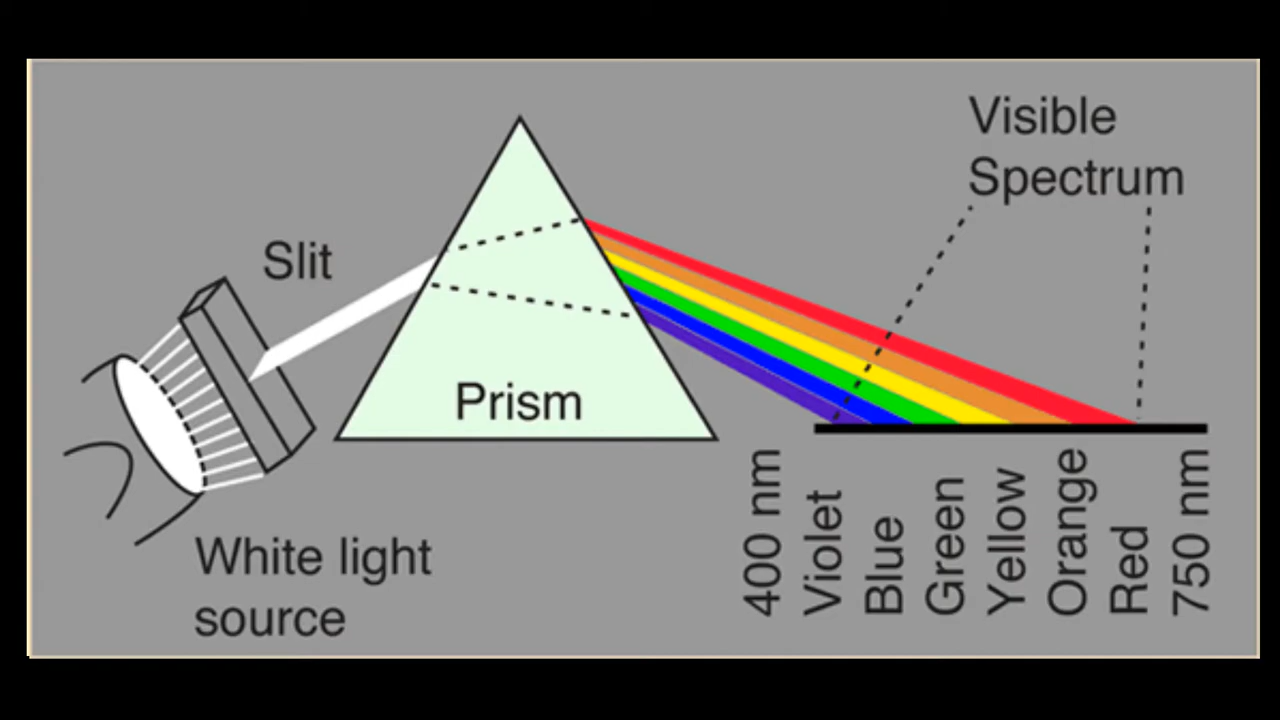 Visible
Spectrum
Slit
Prism
White light
source
400 nm
Violet
Blue
Green
Yellow
Orange
Red
750 nm